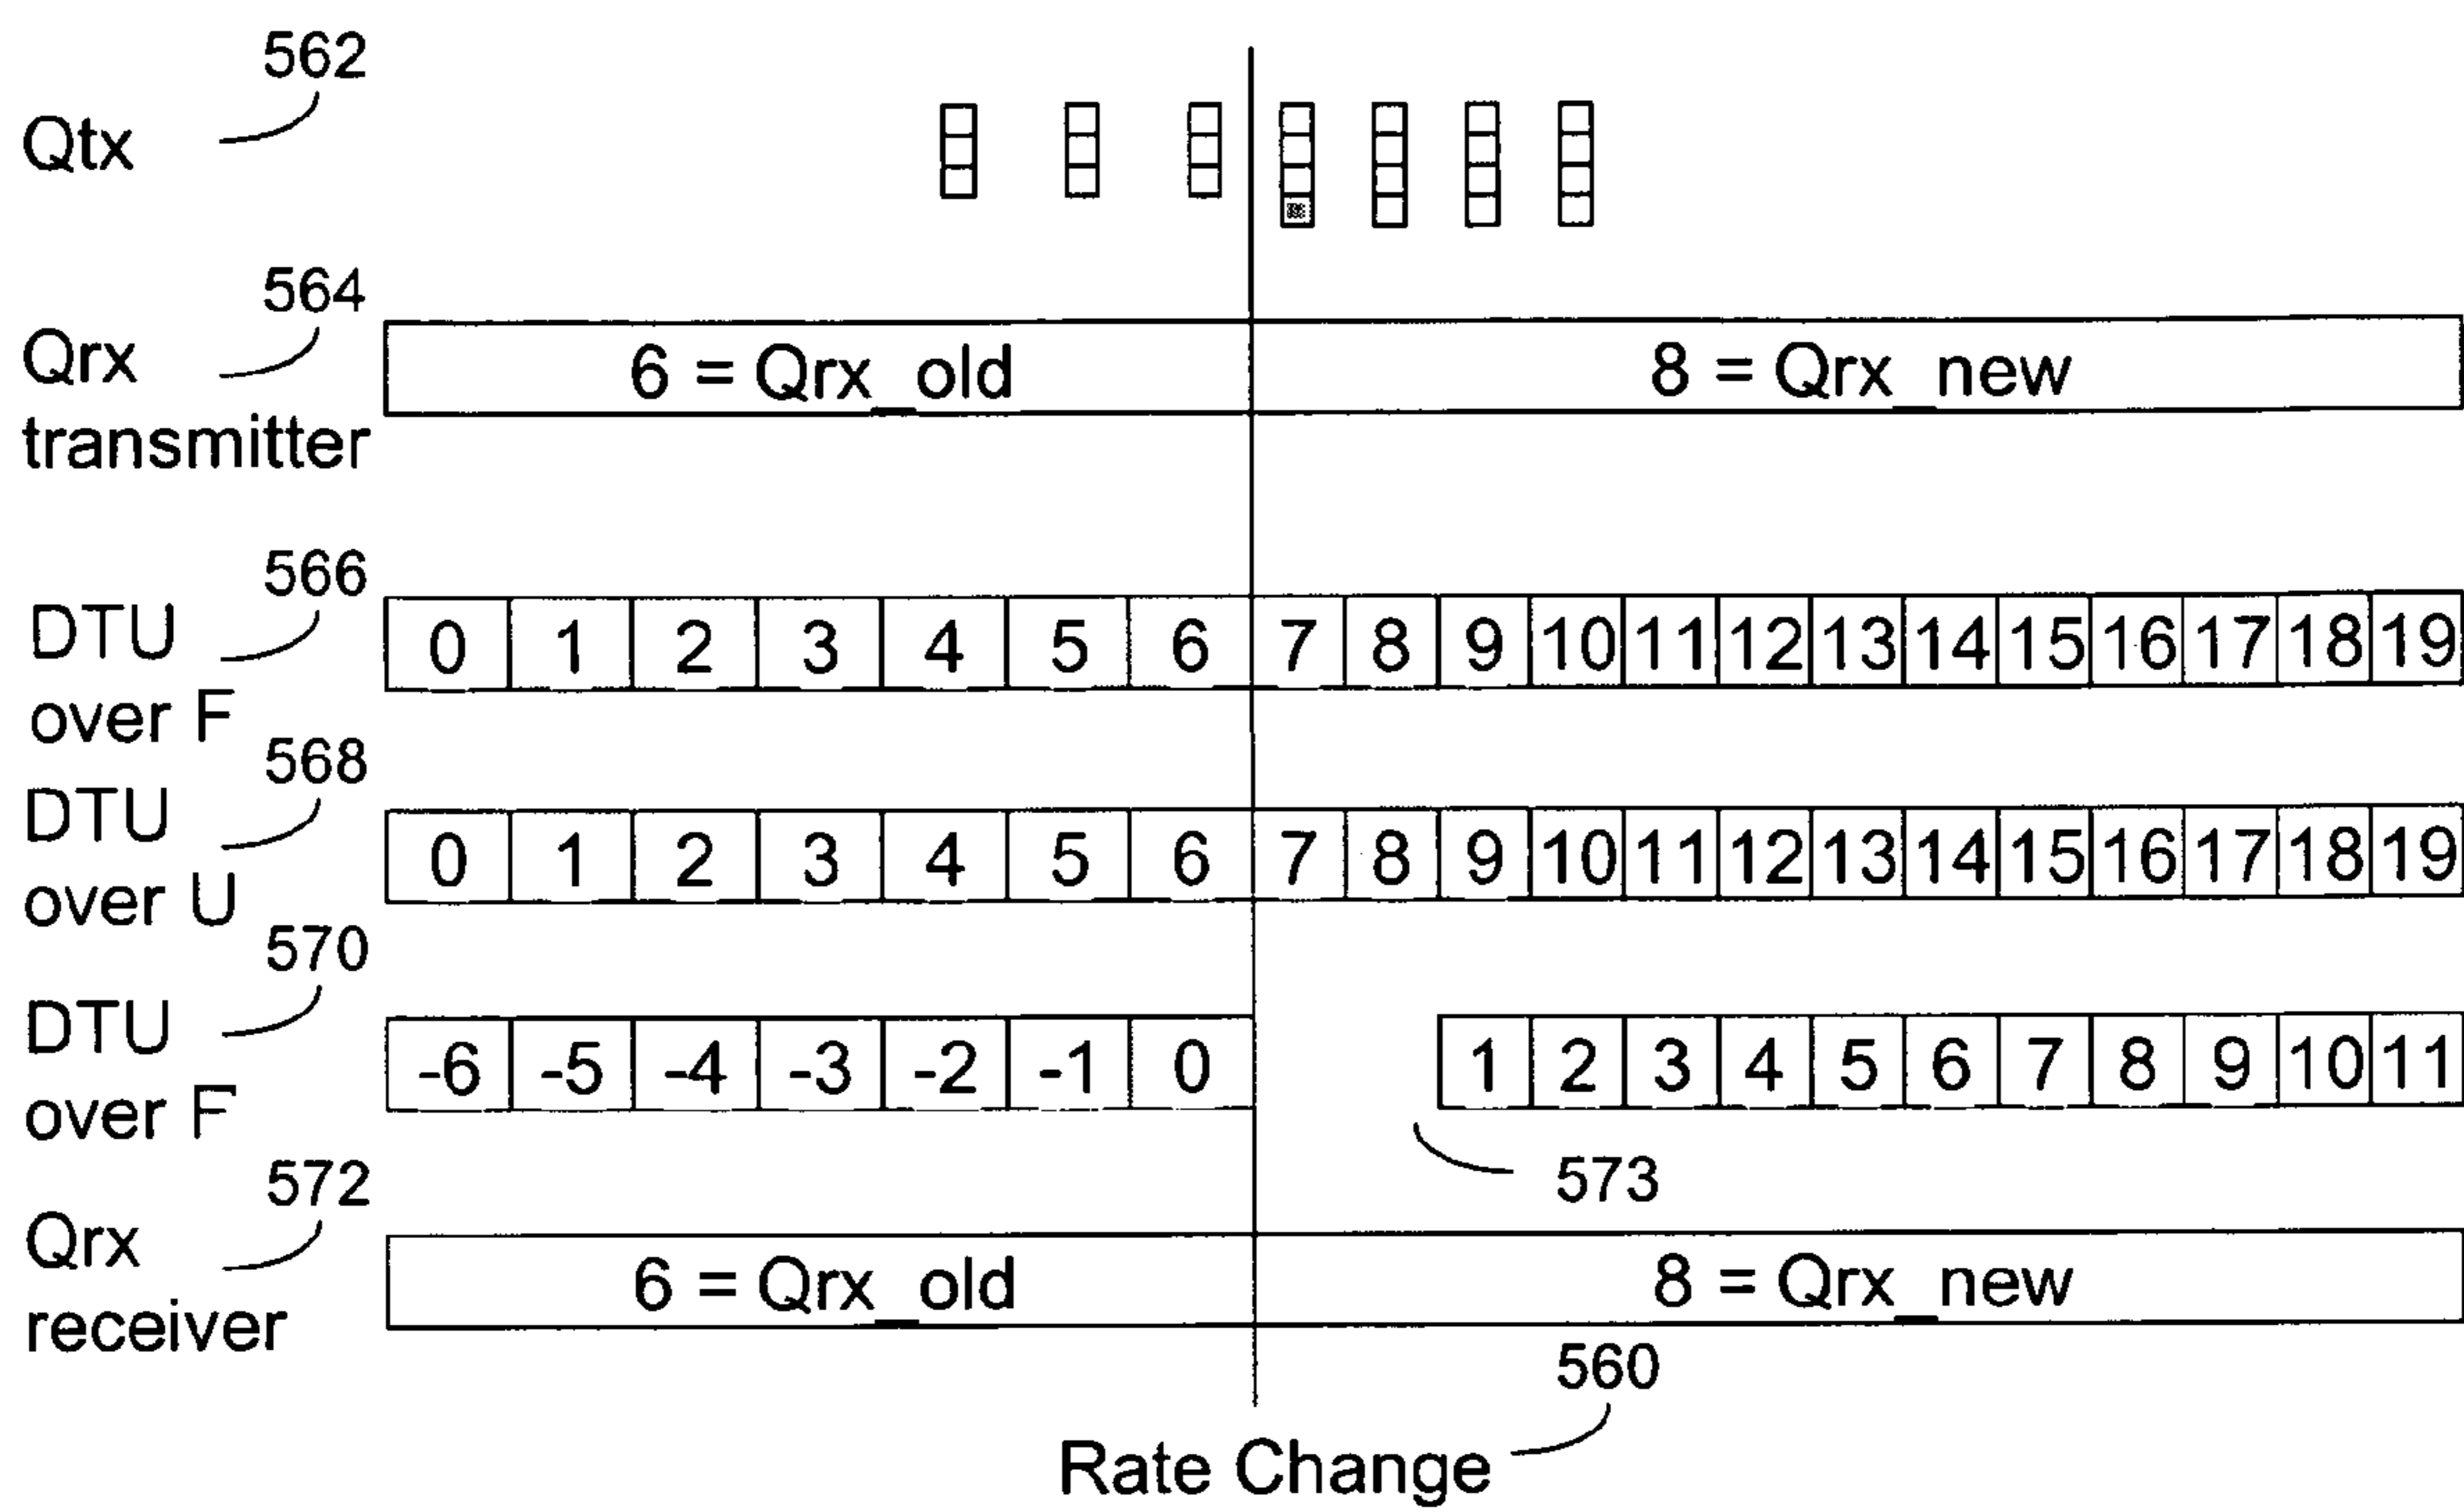 562
Qtx
564
Qrx
transmitter
6 = Qrx_old
8 = Qrx_new
566
DTU
over F
0 1 2 3 4 5 6 7 8 9 10 11 12 13 14 15 16 17 18 19
568
DTU
over U
0 1 2 3 4 5 6 7 8 9 10 11 12 13 14 15 16 17 18 19
570
DTU
over F
-6 -5 -4 -3 -2 -1 0 1 2 3 4 5 6 7 8 9 10 11
573
572
Qrx
receiver
6 = Qrx_old
8 = Qrx_new
560
Rate Change